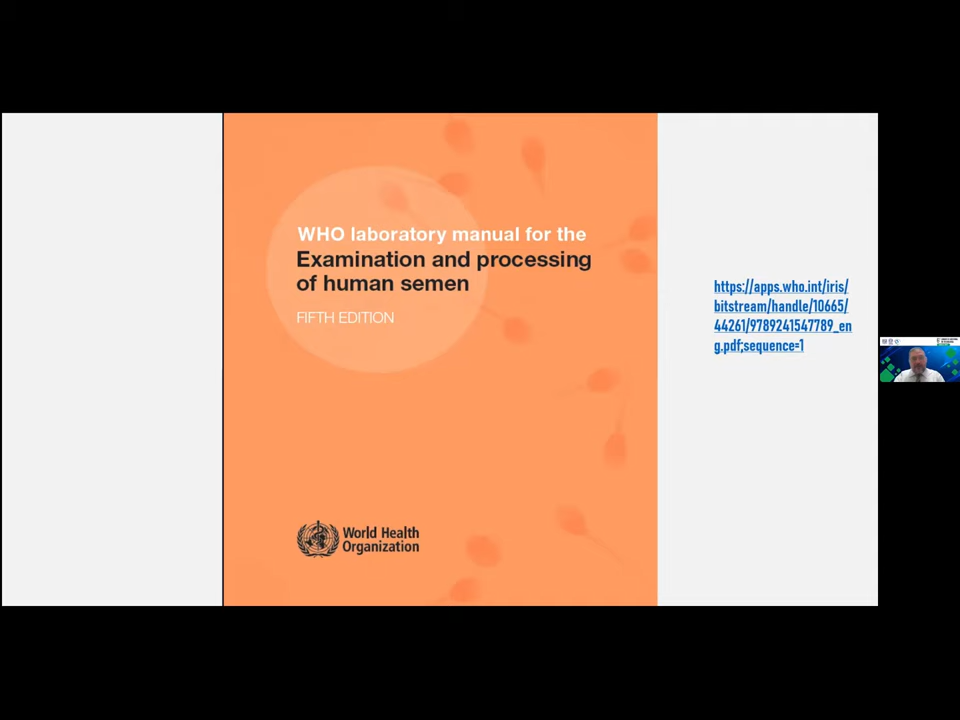 WHO laboratory manual for the
Examination and processing
of human semen
FIFTH EDITION
World Health
Organization
https://apps.who.int/iris/
bitstream/handle/10665/
44261/9789241547789_en
g.pdf;sequence=1